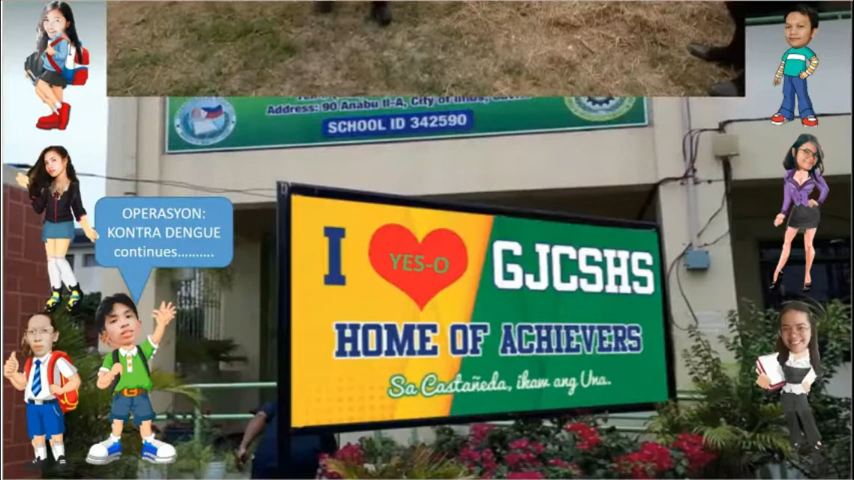 Address: 90 Anabu II-A, City of Imus,
SCHOOL ID 342590
OPERASYON:
KONTRA DENGUE
continues..........
I YES-O GJCSHS
HOME OF ACHIEVERS
Sa Castañeda, ikaw ang Una.